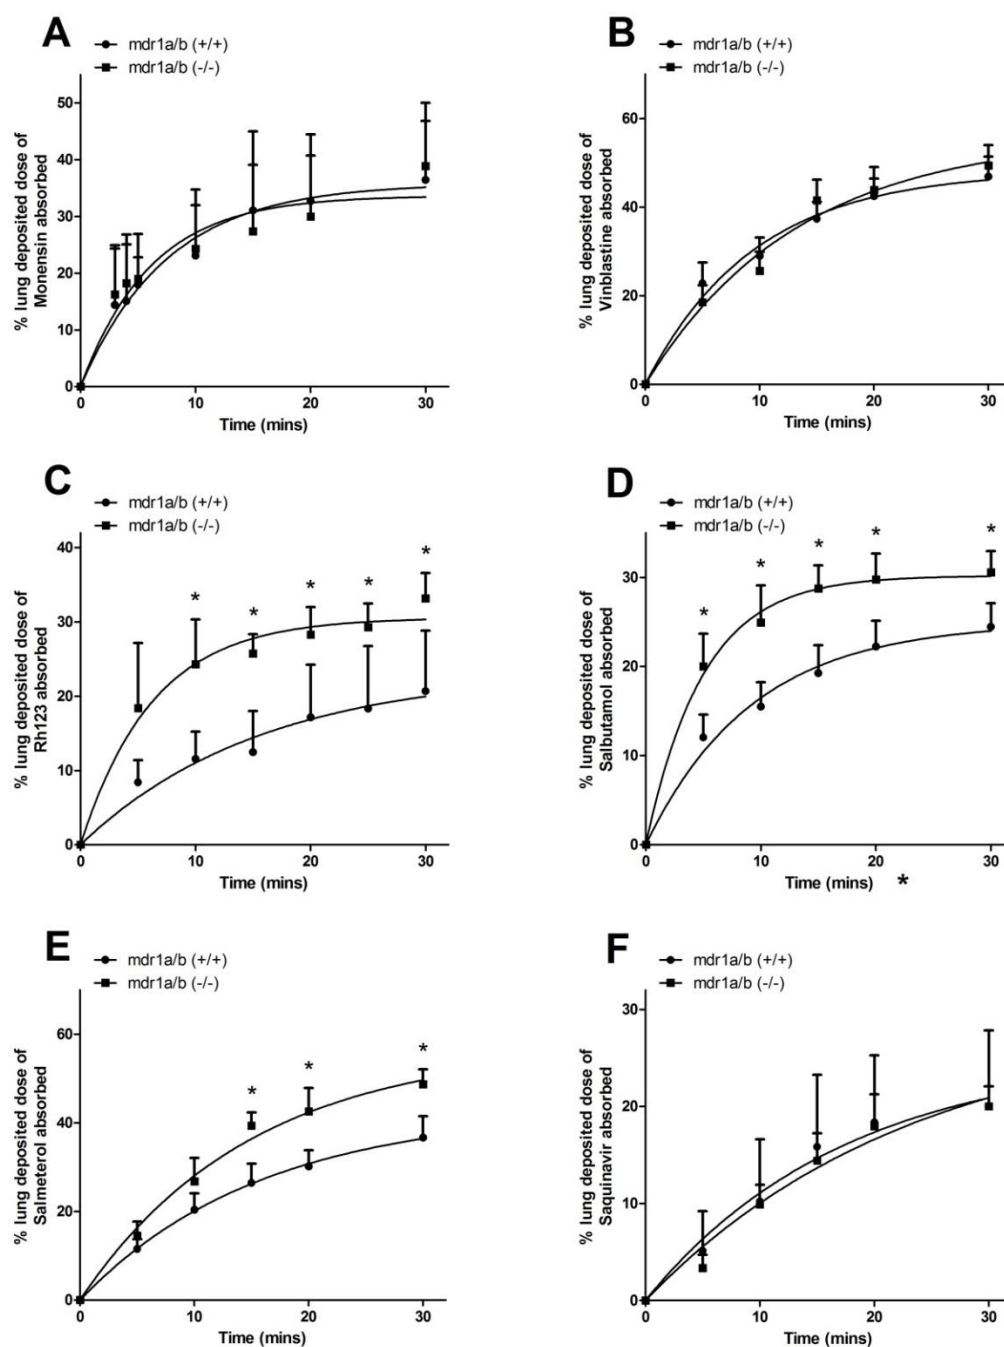 A
mdr1a/b (+/+)
mdr1a/b (-/-)
% lung deposited dose of
Monensin absorbed
50
40
30
20
10
0
0 10 20 30
Time (mins)
B
mdr1a/b (+/+)
mdr1a/b (-/-)
% lung deposited dose of
Vinblastine absorbed
60
40
20
0
0 10 20 30
Time (mins)
C
mdr1a/b (+/+)
mdr1a/b (-/-)
% lung deposited dose of
Rh123 absorbed
40
30
20
10
0
* * * * *
0 10 20 30
Time (mins)
D
mdr1a/b (+/+)
mdr1a/b (-/-)
% lung deposited dose of
Salbutamol absorbed
30
20
10
0
* * * * *
0 10 20 30
Time (mins) *
E
mdr1a/b (+/+)
mdr1a/b (-/-)
% lung deposited dose of
Salmeterol absorbed
60
40
20
0
* * *
0 10 20 30
Time (mins)
F
mdr1a/b (+/+)
mdr1a/b (-/-)
% lung deposited dose of
Saquinavir absorbed
30
20
10
0
0 10 20 30
Time (mins)